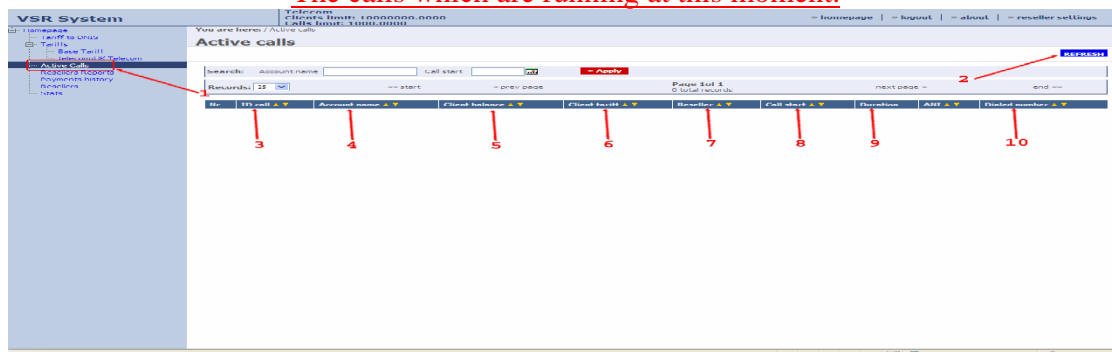 The calls which are running at this moment.
VSR System
Telecom
Clients limit: 10000000.0000
Calls limit: 1000.0000
– homepage | – logout | – about | – reseller settings
Homepage
Tariff to DNIS
Tariffs
Base Tariff
Telecom
Active Calls
Resellers Reports
Payments history
Resellers
Stats
You are here: / Active calls
Active calls
REFRESH
Search: Account name Call start – Apply
Records: 25 –– start – prev page Page 1of 1 next page – end ––
0 total records
Nr. ID call Account name Client balance Client tariff Reseller Call start Duration ANI Dialed number
1
2
3 4 5 6 7 8 9 10